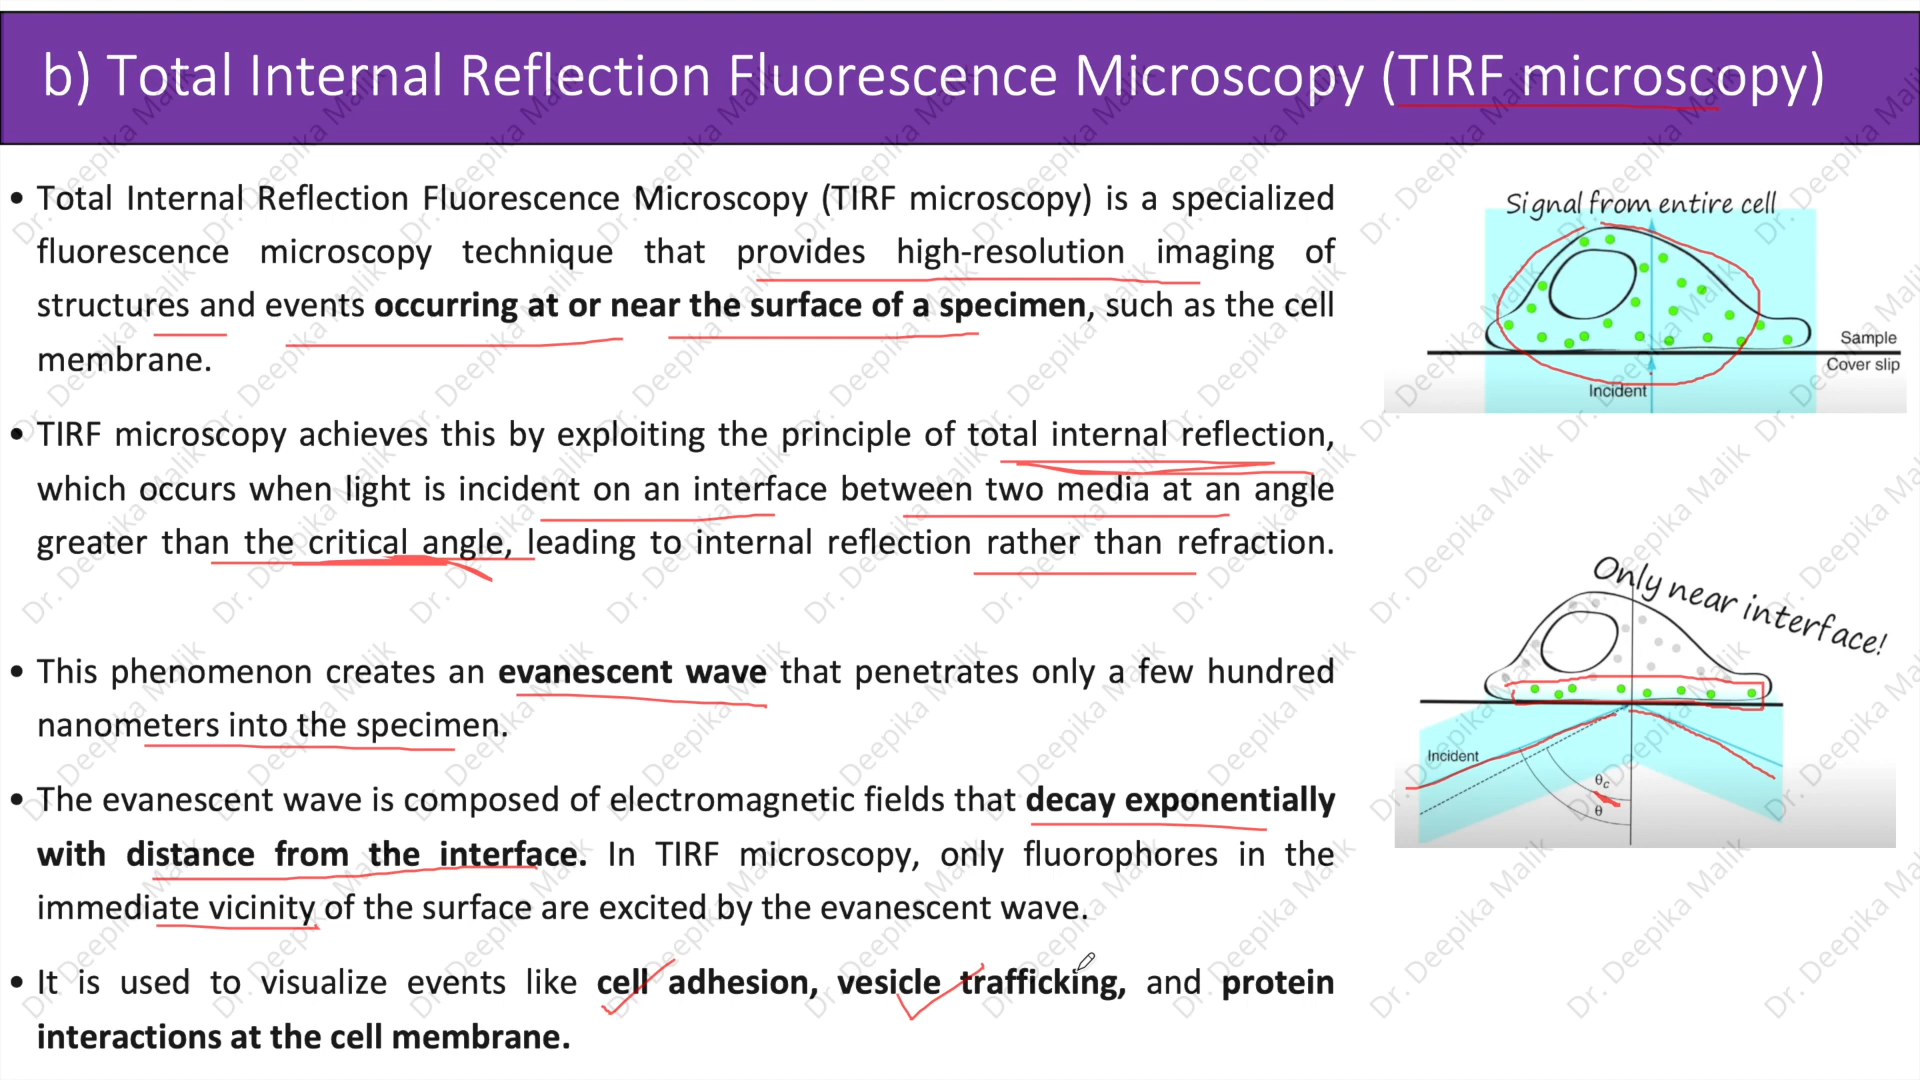 b) Total Internal Reflection Fluorescence Microscopy (TIRF microscopy)
• Total Internal Reflection Fluorescence Microscopy (TIRF microscopy) is a specialized
fluorescence microscopy technique that provides high-resolution imaging of
structures and events occurring at or near the surface of a specimen, such as the cell
membrane.
• TIRF microscopy achieves this by exploiting the principle of total internal reflection,
which occurs when light is incident on an interface between two media at an angle
greater than the critical angle, leading to internal reflection rather than refraction.
• This phenomenon creates an evanescent wave that penetrates only a few hundred
nanometers into the specimen.
• The evanescent wave is composed of electromagnetic fields that decay exponentially
with distance from the interface. In TIRF microscopy, only fluorophores in the
immediate vicinity of the surface are excited by the evanescent wave.
• It is used to visualize events like cell adhesion, vesicle trafficking, and protein
interactions at the cell membrane.
Signal from entire cell
Sample
Cover slip
Incident
Only near interface!
Incident
θc
θ
Dr. Deepika Malik